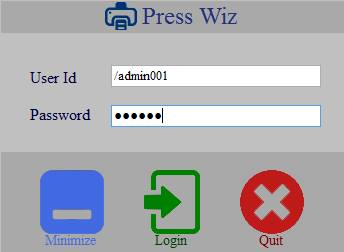 Press Wiz
User Id /admin001
Password ••••••
Minimize Login Quit